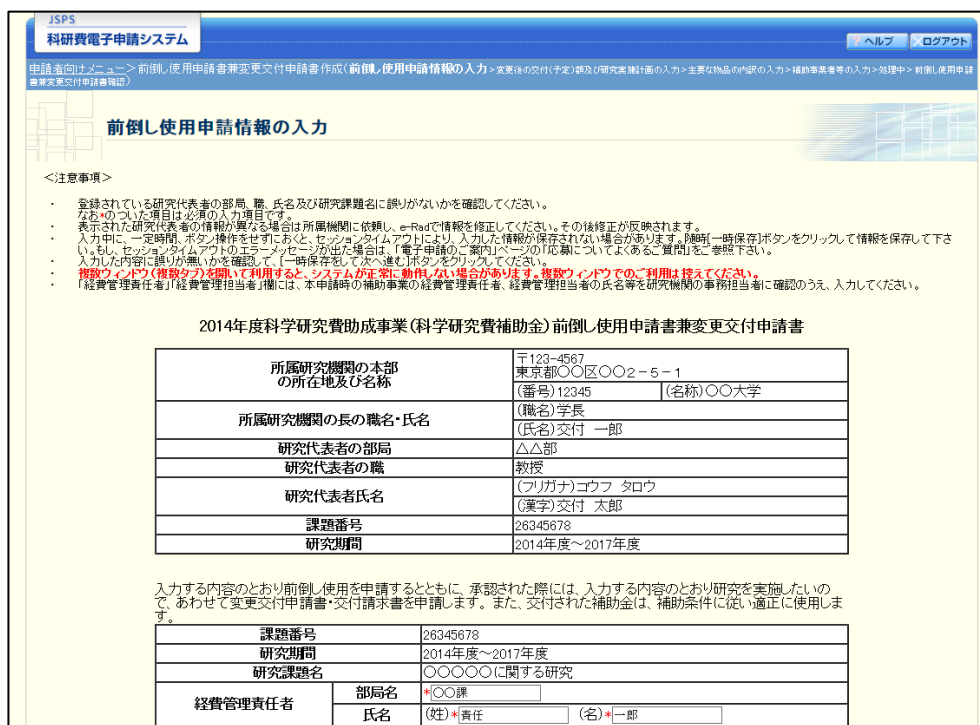 JSPS
科研費電子申請システム
ヘルプ
ログアウト
申請者向けメニュー>前倒し使用申請書兼変更交付申請書作成(前倒し使用申請情報の入力>変更後の交付(予定)額及び研究実施計画の入力>主要な物品の内訳の入力>補助事業者等の入力>処理中>前倒し使用申請
書兼変更交付申請書確認)
前倒し使用申請情報の入力
<注意事項>
・ 登録されている研究代表者の部局、職、氏名及び研究課題名に誤りがないかを確認してください。
なお*のついた項目は必須の入力項目です。
・ 表示された研究代表者の情報が異なる場合は所属機関に依頼し、e-Radで情報を修正してください。その後修正が反映されます。
・ 入力中に、一定時間、ボタン操作をせずにおくと、セッションタイムアウトにより、入力した情報が保存されない場合があります。随時[一時保存]ボタンをクリックして情報を保存して下さ
い。もし、セッションタイムアウトのエラーメッセージが出た場合は、「電子申請のご案内」ページの「応募についてよくあるご質問」をご参照下さい。
・ 入力した内容に誤りが無いかを確認して、[一時保存をして次へ進む]ボタンをクリックしてください。
・ 複数ウィンドウ(複数タブ)を開いて利用すると、システムが正常に動作しない場合があります。複数ウィンドウでのご利用は控えてください。
・ 「経費管理責任者」「経費管理担当者」欄には、本申請時の補助事業の経費管理責任者、経費管理担当者の氏名等を研究機関の事務担当者に確認のうえ、入力してください。
2014年度科学研究費助成事業(科学研究費補助金)前倒し使用申請書兼変更交付申請書
所属研究機関の本部
の所在地及び名称
〒123-4567
東京都○○区○○2-5-1
(番号)12345 (名称)○○大学
所属研究機関の長の職名・氏名
(職名)学長
(氏名)交付 一郎
研究代表者の部局 △△部
研究代表者の職 教授
研究代表者氏名
(フリガナ)コウフ タロウ
(漢字)交付 太郎
課題番号 26345678
研究期間 2014年度~2017年度
入力する内容のとおり前倒し使用を申請するとともに、承認された際には、入力する内容のとおり研究を実施したいの
で、あわせて変更交付申請書・交付請求書を申請します。また、交付された補助金は、補助条件に従い適正に使用しま
す。
課題番号 26345678
研究期間 2014年度~2017年度
研究課題名 ○○○○○に関する研究
経費管理責任者
部局名 *○○課
氏名 (姓)*責任 (名)*一郎